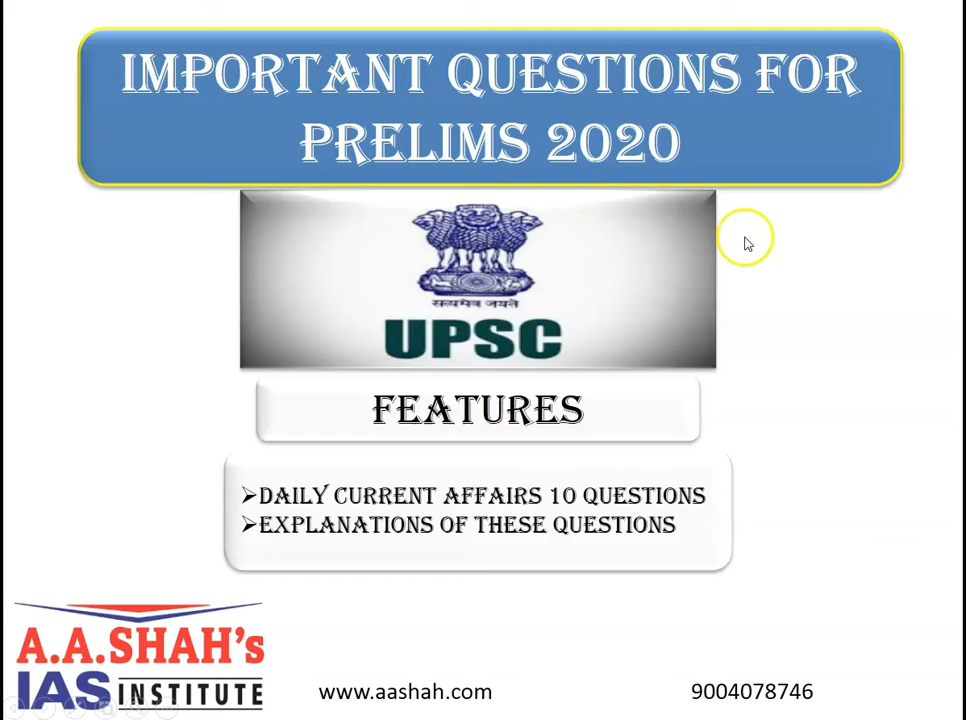 IMPORTANT QUESTIONS FOR
PRELIMS 2020
सत्यमेव जयते
UPSC
FEATURES
➢DAILY CURRENT AFFAIRS 10 QUESTIONS
➢EXPLANATIONS OF THESE QUESTIONS
A.A.SHAH's
IAS INSTITUTE
www.aashah.com
9004078746